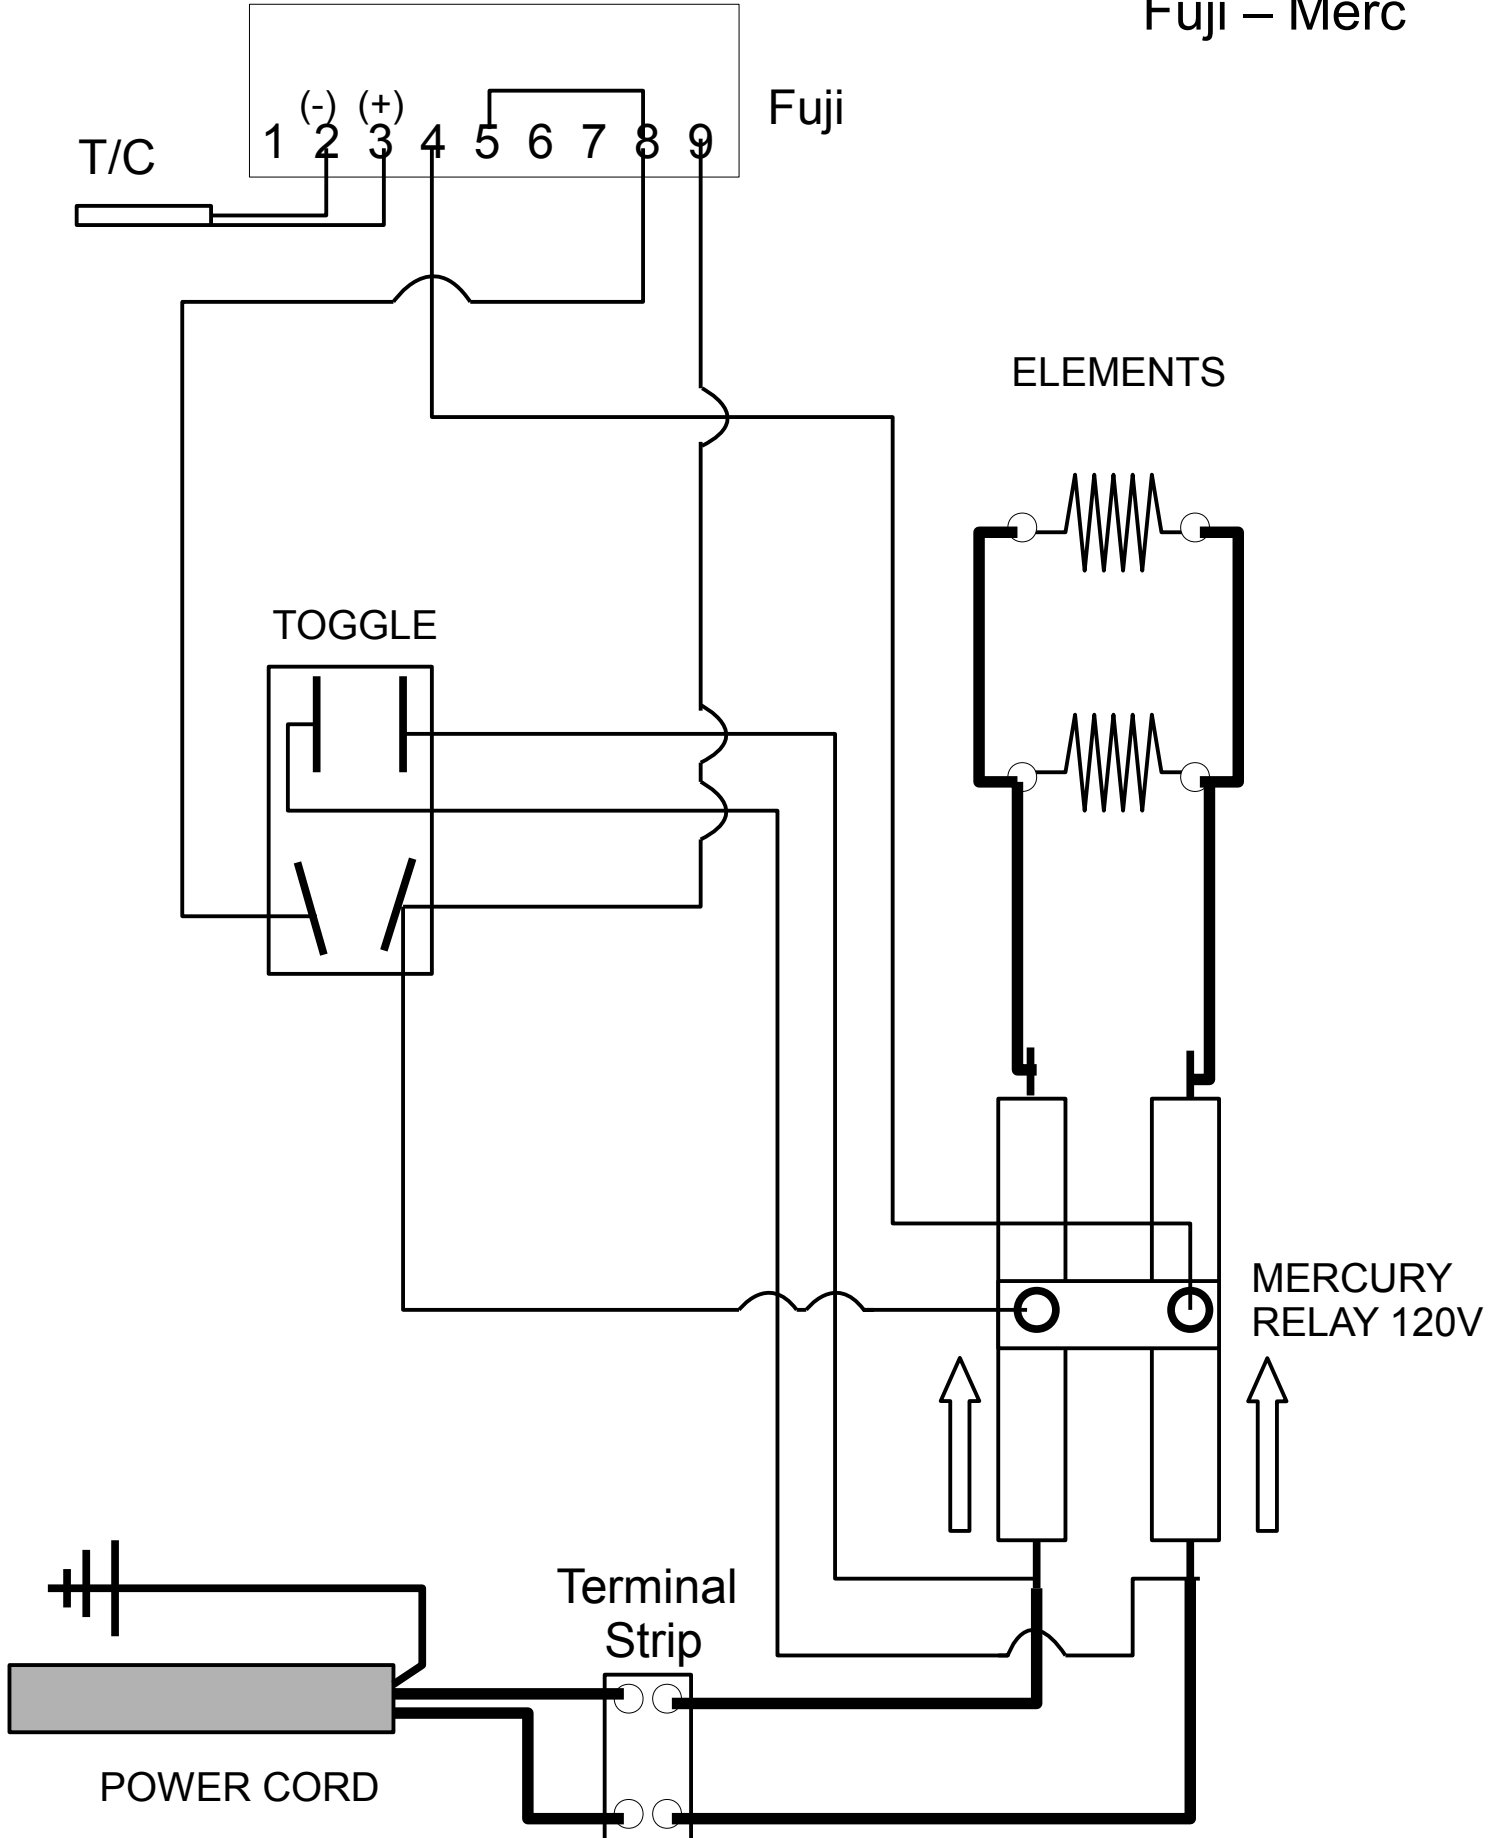 Fuji – Merc
(-) (+)
Fuji
1 2 3 4 5 6 7 8 9
T/C
ELEMENTS
TOGGLE
MERCURY
RELAY 120V
Terminal
Strip
POWER CORD